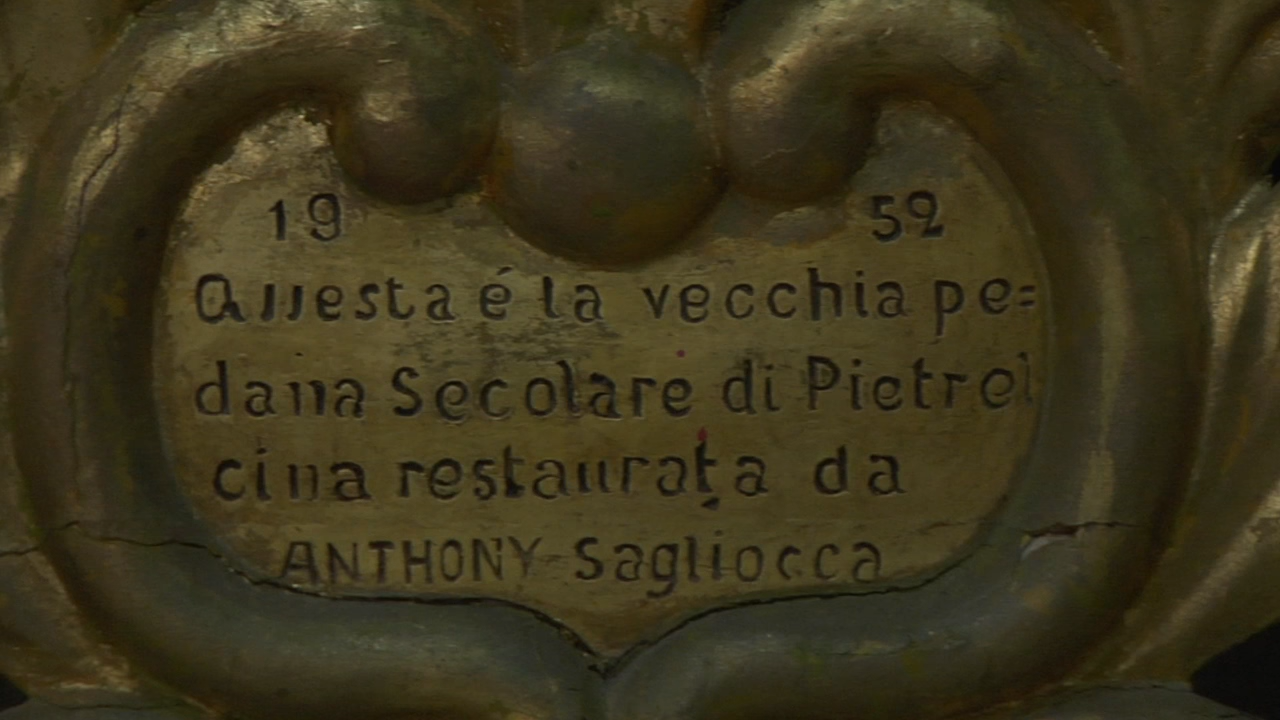 19 52
Questa é la vecchia pe=
dana Secolare di Pietrel
cina restaurata da
ANTHONY Sagliocca